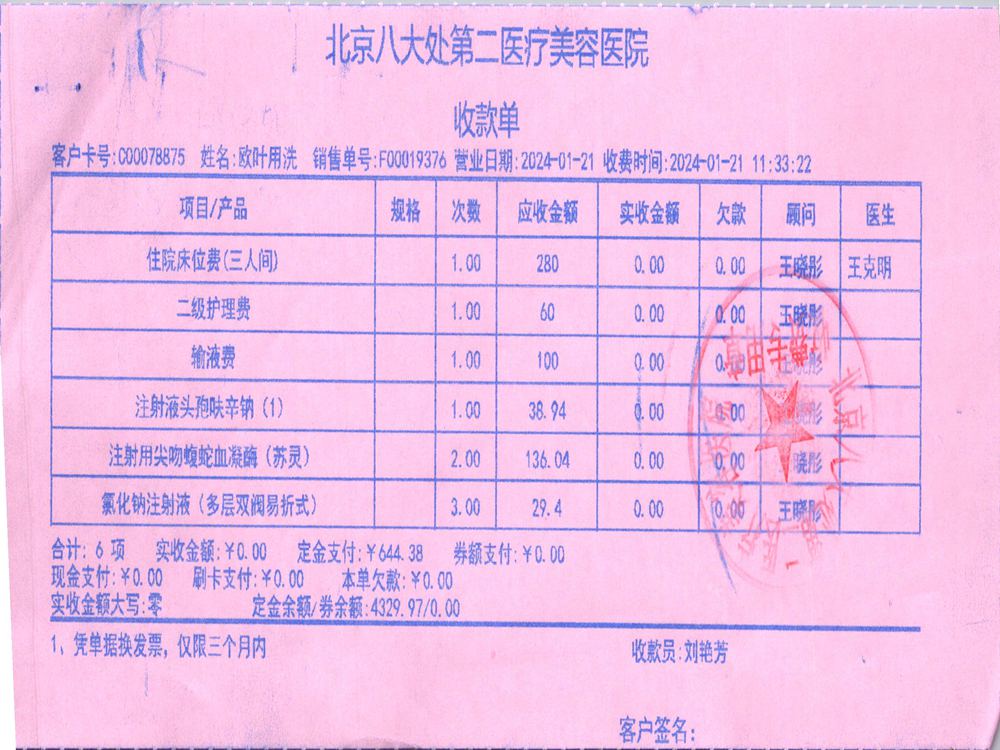 北京八大处第二医疗美容医院
收款单
客户卡号:C00078875 姓名:欧叶用洗 销售单号:F00019376 营业日期:2024-01-21 收费时间:2024-01-21 11:33:22
项目/产品 规格 次数 应收金额 实收金额 欠款 顾问 医生
住院床位费(三人间) 1.00 280 0.00 0.00 王晓彤 王克明
二级护理费 1.00 60 0.00 0.00 王晓彤
输液费 1.00 100 0.00 0.00 王晓彤
注射液头孢呋辛钠（1） 1.00 38.94 0.00 0.00 晓彤
注射用尖吻蝮蛇血凝酶（苏灵） 2.00 136.04 0.00 0.00 晓彤
氯化钠注射液（多层双阀易折式） 3.00 29.4 0.00 0.00 王晓彤
合计: 6 项 实收金额:￥0.00 定金支付:￥644.38 券额支付:￥0.00
现金支付:￥0.00 刷卡支付:￥0.00 本单欠款:￥0.00
实收金额大写:零 定金余额/券余额:4329.97/0.00
1、凭单据换发票，仅限三个月内 收款员:刘艳芳
客户签名: